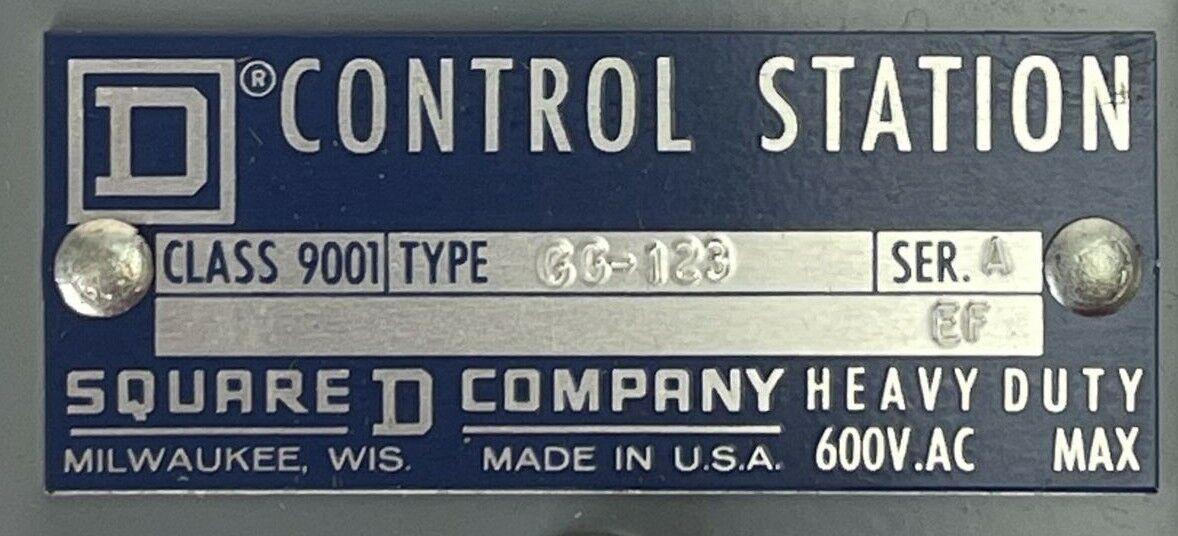 D® CONTROL STATION
CLASS 9001 TYPE GG-123 SER. A
EF
SQUARE D COMPANY HEAVY DUTY
MILWAUKEE, WIS. MADE IN U.S.A. 600V.AC MAX